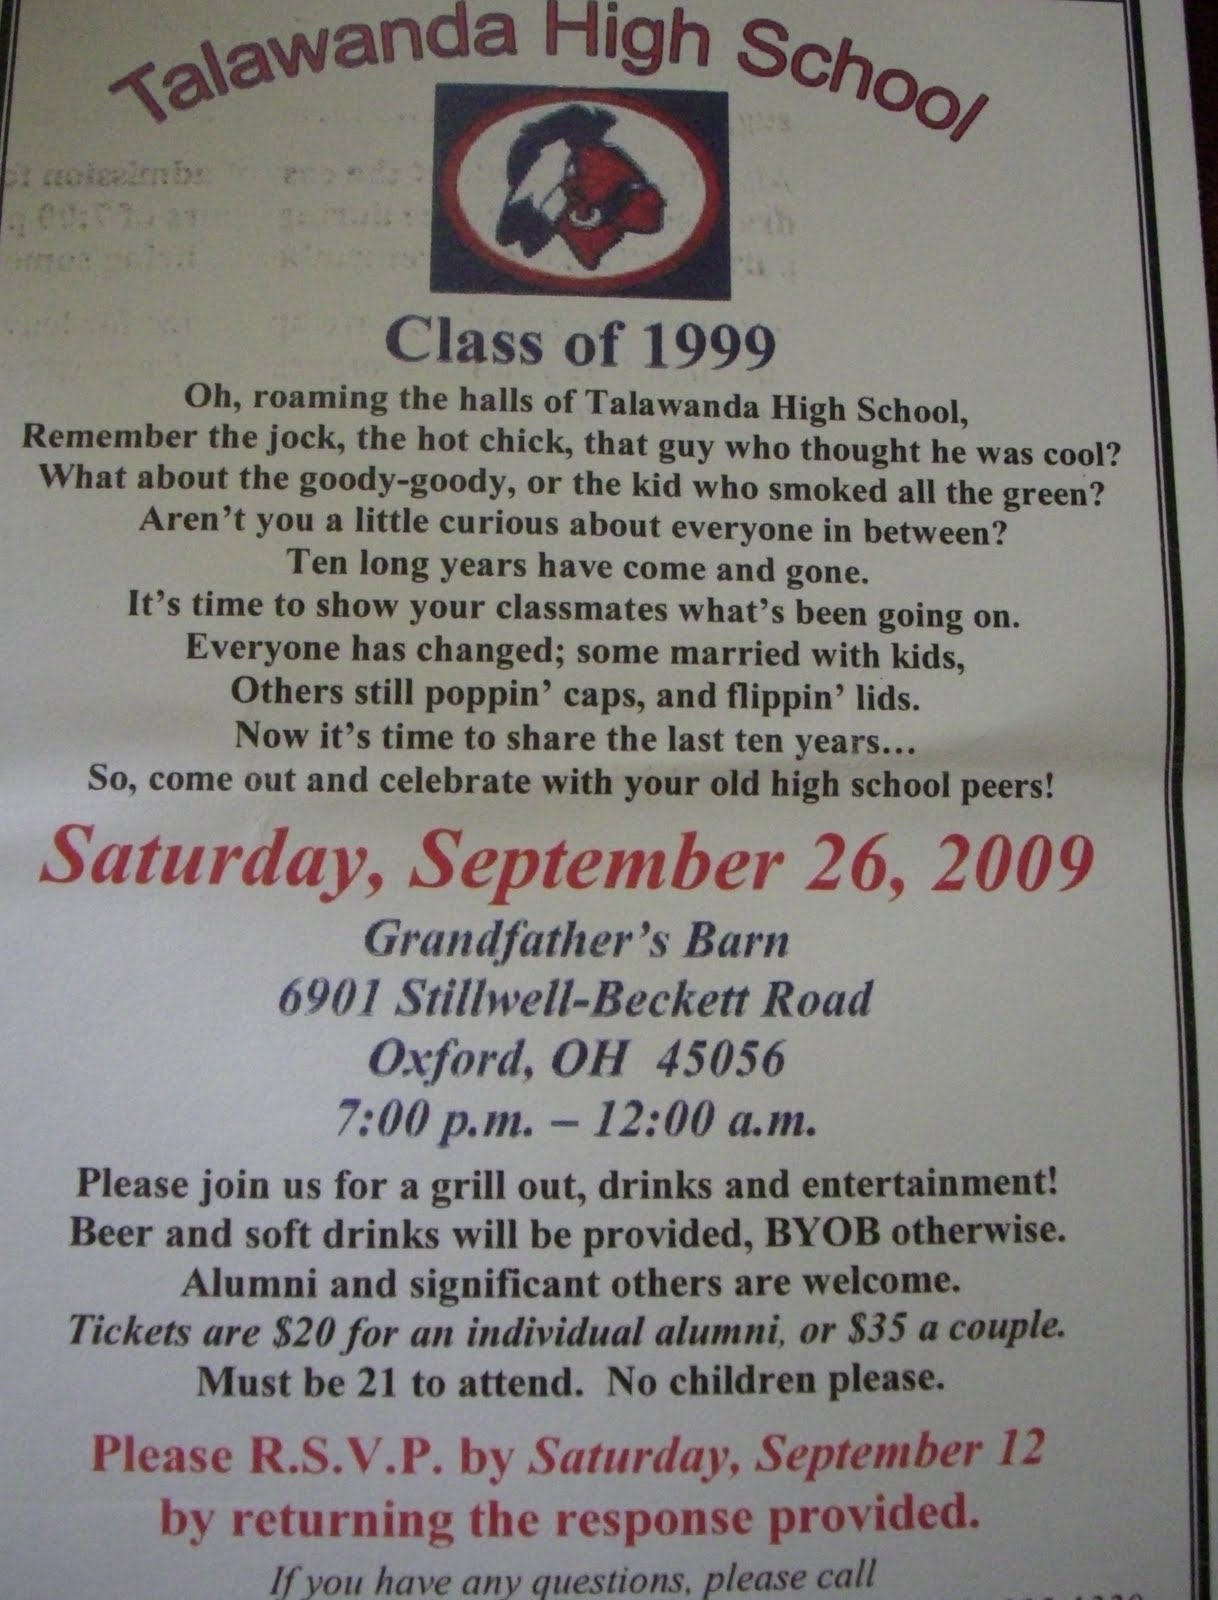 Talawanda High School
Class of 1999
Oh, roaming the halls of Talawanda High School,
Remember the jock, the hot chick, that guy who thought he was cool?
What about the goody-goody, or the kid who smoked all the green?
Aren't you a little curious about everyone in between?
Ten long years have come and gone.
It's time to show your classmates what's been going on.
Everyone has changed; some married with kids,
Others still poppin' caps, and flippin' lids.
Now it's time to share the last ten years...
So, come out and celebrate with your old high school peers!
Saturday, September 26, 2009
Grandfather's Barn
6901 Stillwell-Beckett Road
Oxford, OH 45056
7:00 p.m. – 12:00 a.m.
Please join us for a grill out, drinks and entertainment!
Beer and soft drinks will be provided, BYOB otherwise.
Alumni and significant others are welcome.
Tickets are $20 for an individual alumni, or $35 a couple.
Must be 21 to attend. No children please.
Please R.S.V.P. by Saturday, September 12
by returning the response provided.
If you have any questions, please call